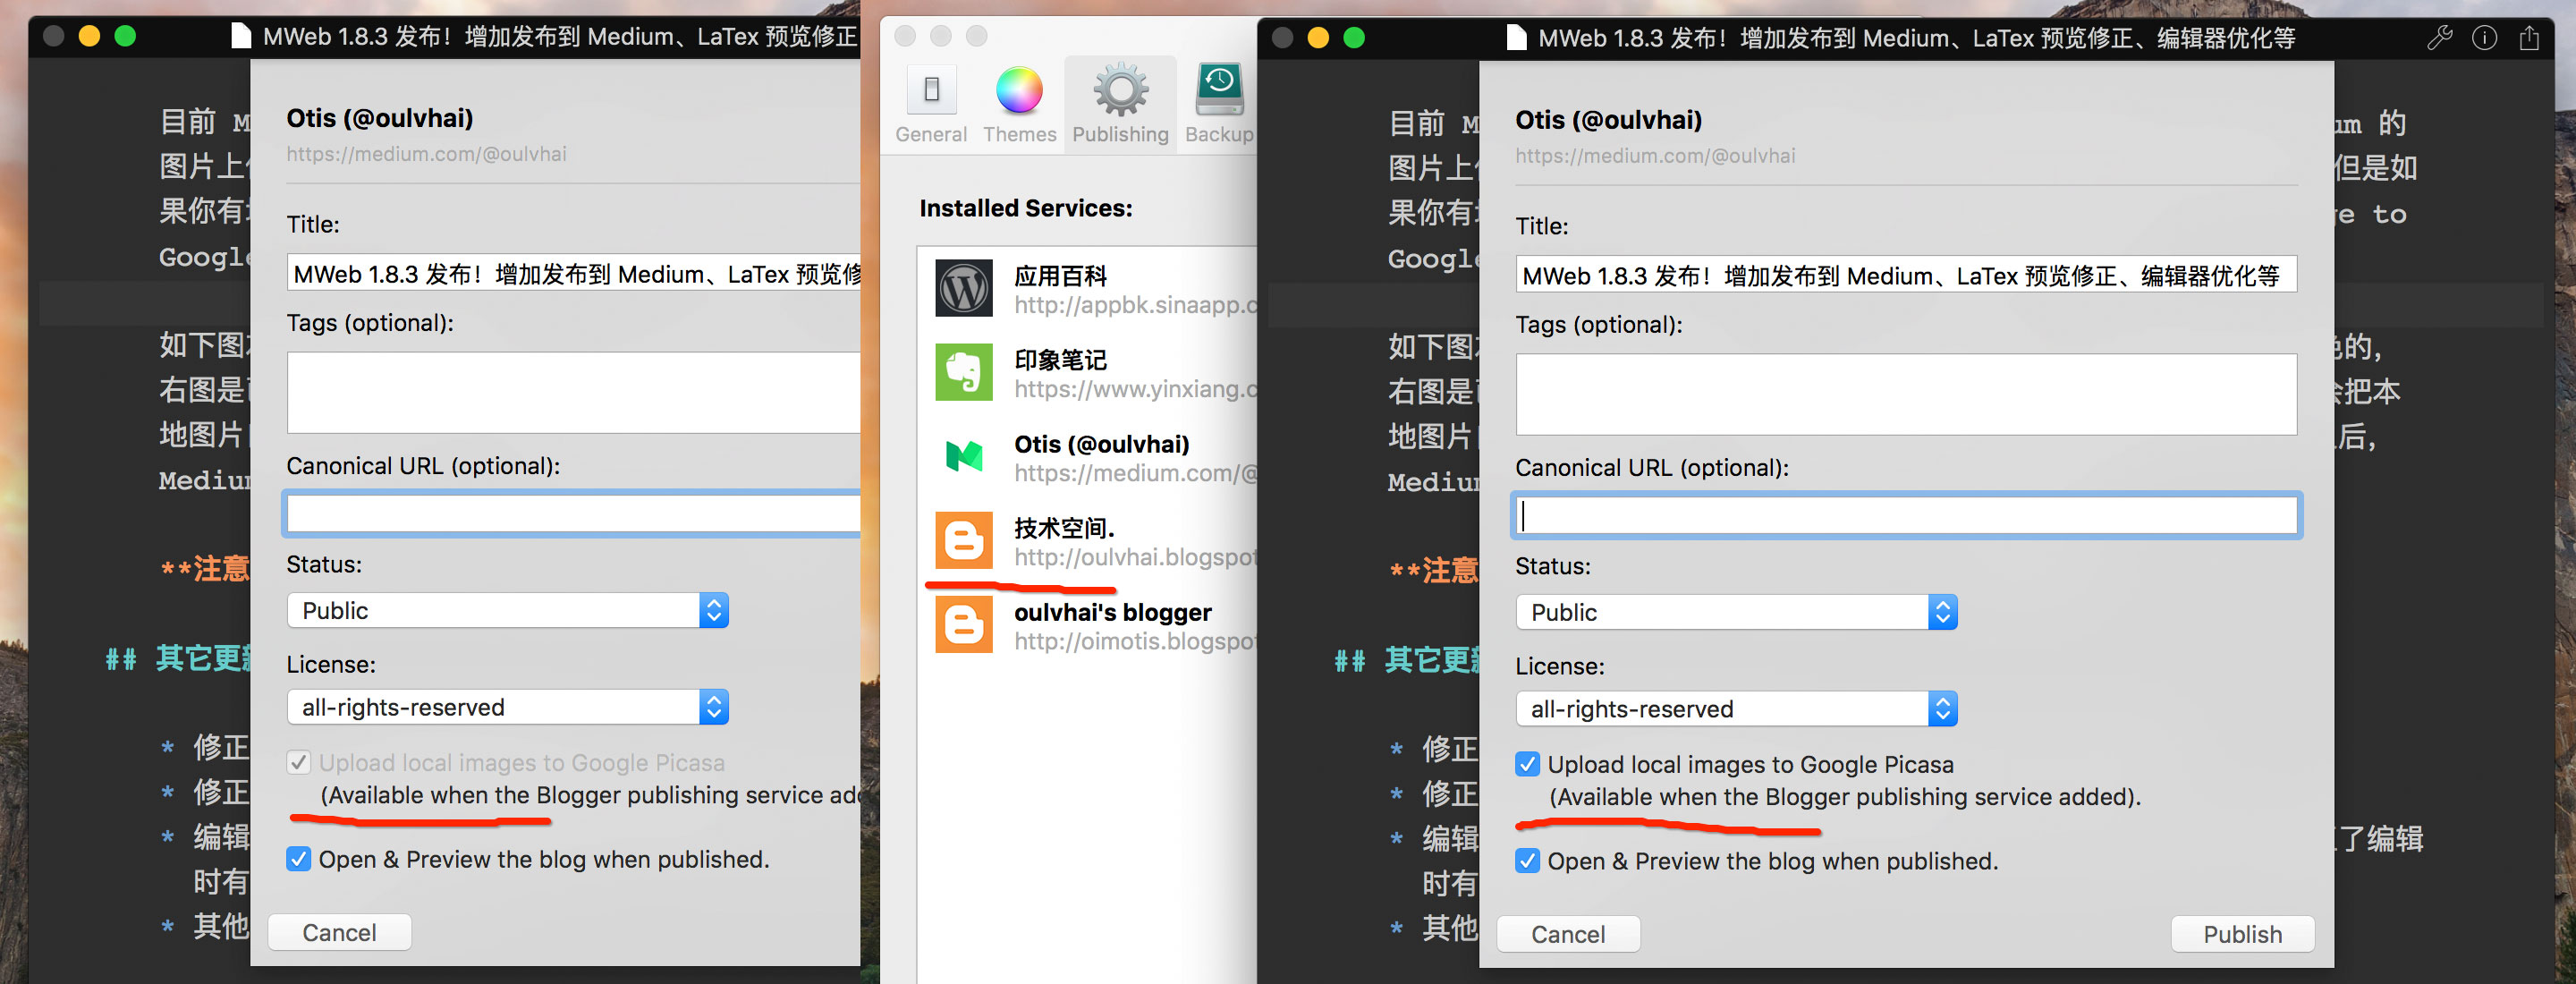 MWeb 1.8.3 发布！增加发布到 Medium、LaTex 预览修正
目前 M
图片上
果你有
Google
如下图
右图是
地图片
Medium
**注意
## 其它更新
* 修正
* 修正
* 编辑
时有
* 其他
Otis (@oulvhai)
https://medium.com/@oulvhai
Title:
MWeb 1.8.3 发布！增加发布到 Medium、LaTex 预览修
Tags (optional):
Canonical URL (optional):
Status:
Public
License:
all-rights-reserved
Upload local images to Google Picasa
(Available when the Blogger publishing service add
Open & Preview the blog when published.
Cancel
General
Themes
Publishing
Backup
Installed Services:
应用百科
http://appbk.sinaapp.c
印象笔记
https://www.yinxiang.c
Otis (@oulvhai)
https://medium.com/@
技术空间.
http://oulvhai.blogspot
oulvhai's blogger
http://oimotis.blogspo
MWeb 1.8.3 发布！增加发布到 Medium、LaTex 预览修正、编辑器优化等
目前 M
um 的
图片上
但是如
果你有
e to
Google
如下图
色的,
右图是
会把本
地图片
后,
Medium
**注意
## 其它更新
* 修正
* 修正
* 编辑
了编辑
时有
* 其他
Otis (@oulvhai)
https://medium.com/@oulvhai
Title:
MWeb 1.8.3 发布！增加发布到 Medium、LaTex 预览修正、编辑器优化等
Tags (optional):
Canonical URL (optional):
Status:
Public
License:
all-rights-reserved
Upload local images to Google Picasa
(Available when the Blogger publishing service added).
Open & Preview the blog when published.
Cancel
Publish